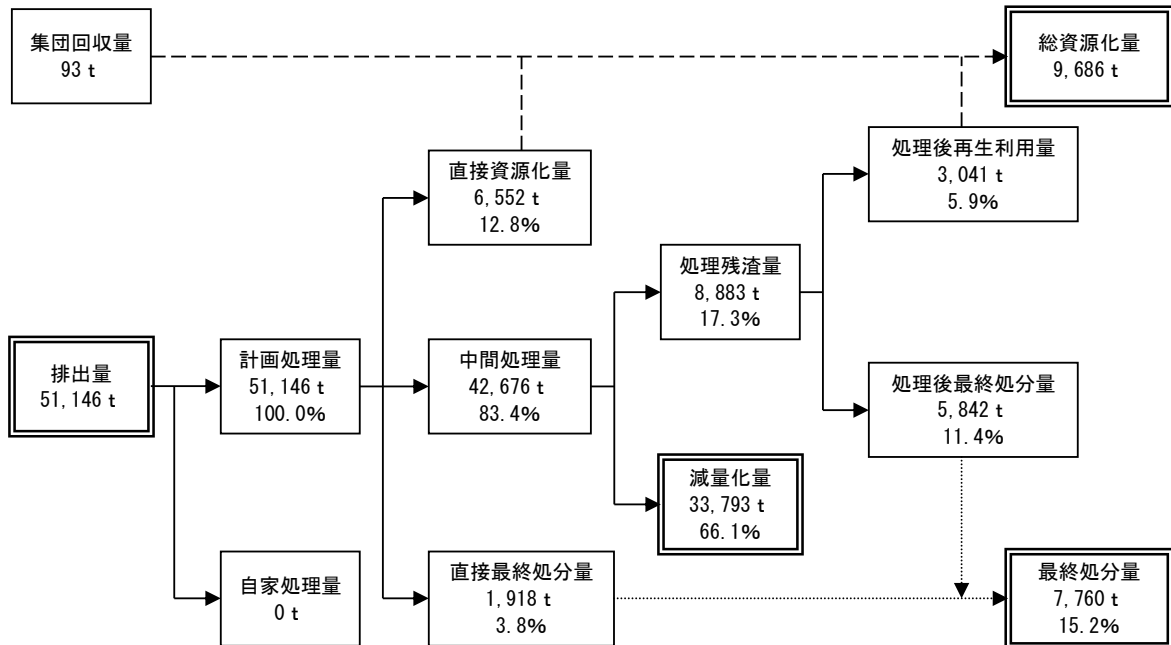 集団回収量
93 t
総資源化量
9,686 t
直接資源化量
6,552 t
12.8%
処理後再生利用量
3,041 t
5.9%
処理残渣量
8,883 t
17.3%
排出量
51,146 t
計画処理量
51,146 t
100.0%
中間処理量
42,676 t
83.4%
処理後最終処分量
5,842 t
11.4%
減量化量
33,793 t
66.1%
自家処理量
0 t
直接最終処分量
1,918 t
3.8%
最終処分量
7,760 t
15.2%